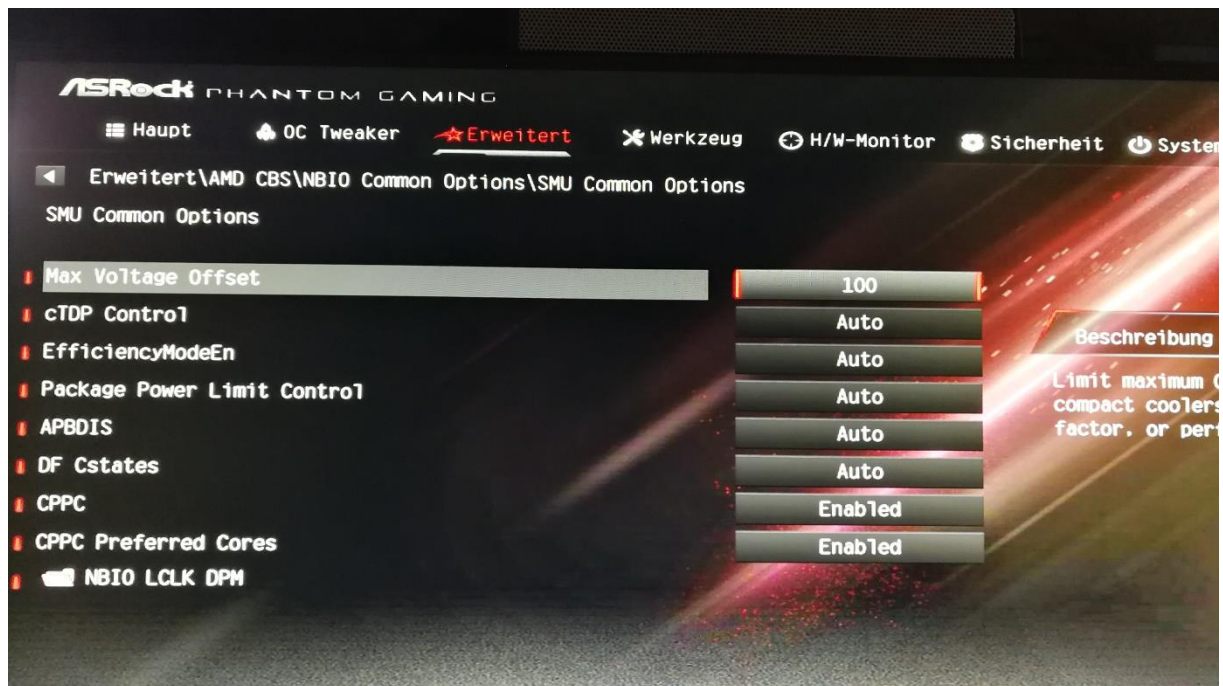 ASRock PHANTOM GAMING
Haupt OC Tweaker Erweitert Werkzeug H/W-Monitor Sicherheit System
Erweitert\AMD CBS\NBIO Common Options\SMU Common Options
SMU Common Options
Max Voltage Offset 100
cTDP Control Auto
EfficiencyModeEn Auto
Package Power Limit Control Auto
APBDIS Auto
DF Cstates Auto
CPPC Enabled
CPPC Preferred Cores Enabled
NBIO LCLK DPM
Beschreibung
Limit maximum
compact coolers
factor, or